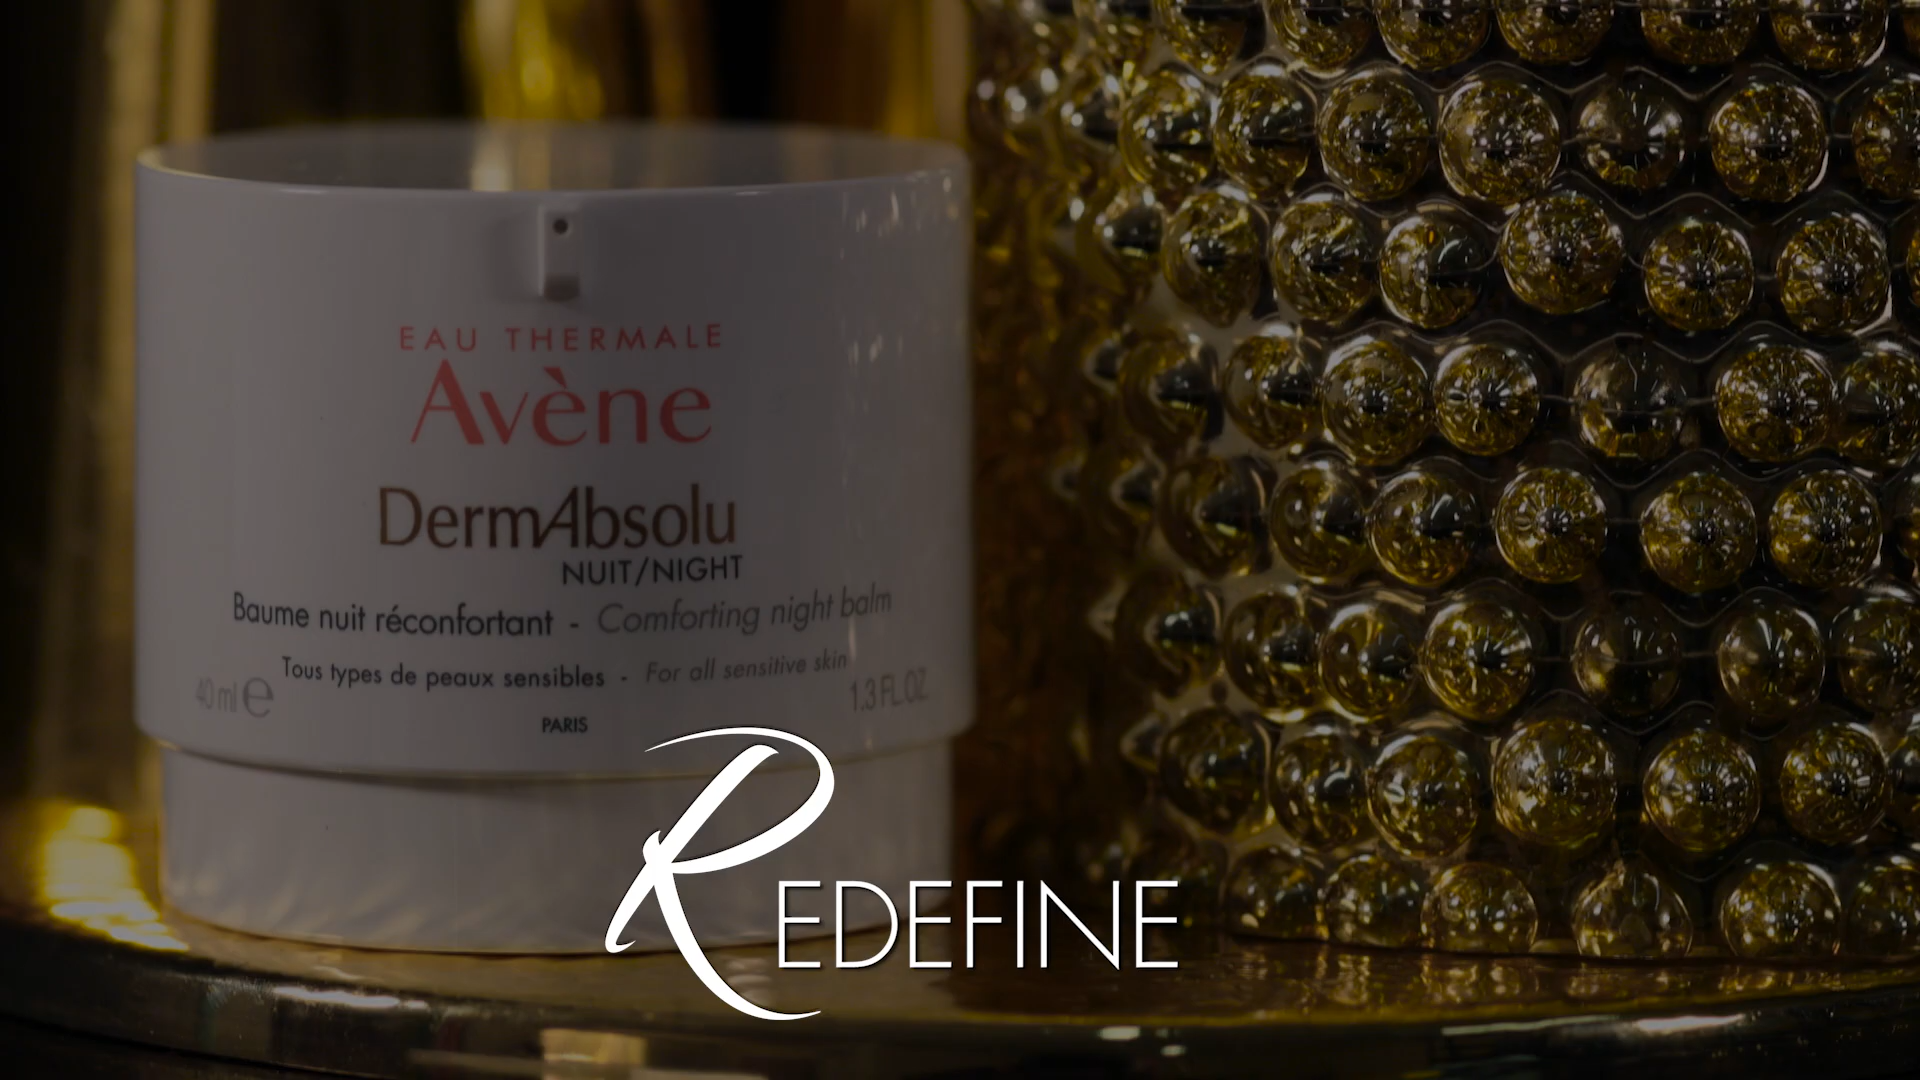 EAU THERMALE
Avène
DermAbsolu
NUIT/NIGHT
Baume nuit réconfortant - Comforting night balm
Tous types de peaux sensibles - For all sensitive skin
40 ml e 1.3 FL.OZ.
PARIS
REDEFINE